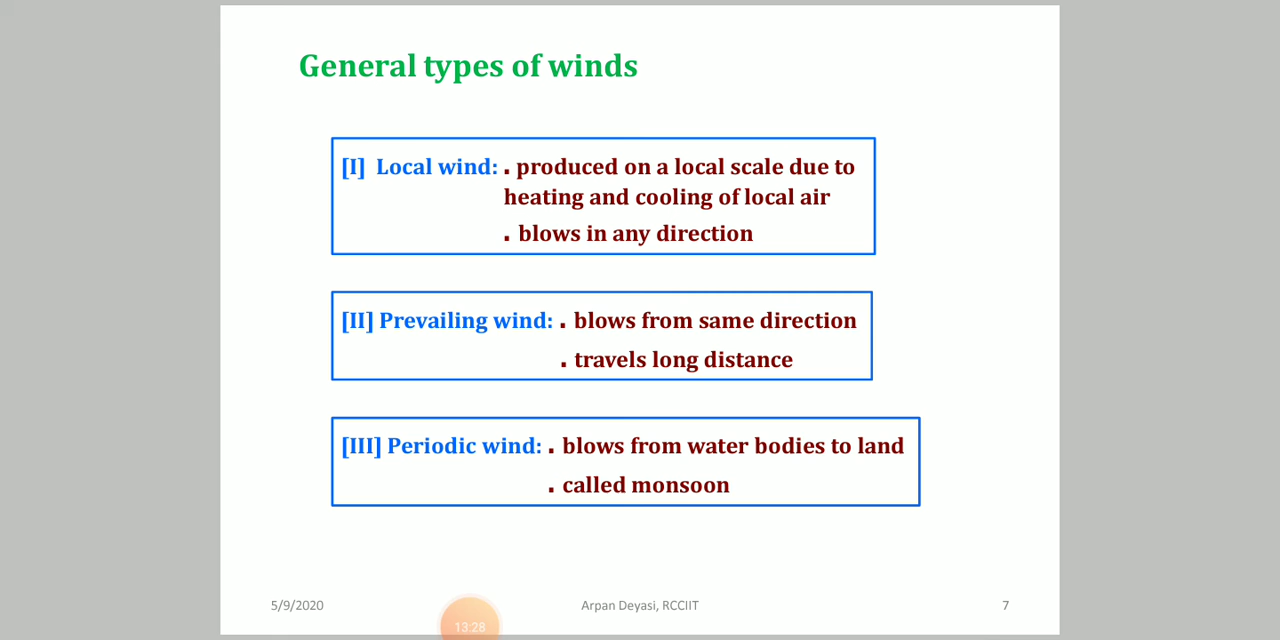 General types of winds
[I] Local wind: . produced on a local scale due to
heating and cooling of local air
. blows in any direction
[II] Prevailing wind: . blows from same direction
. travels long distance
[III] Periodic wind: . blows from water bodies to land
. called monsoon
5/9/2020 Arpan Deyasi, RCCIIT 7
13:28